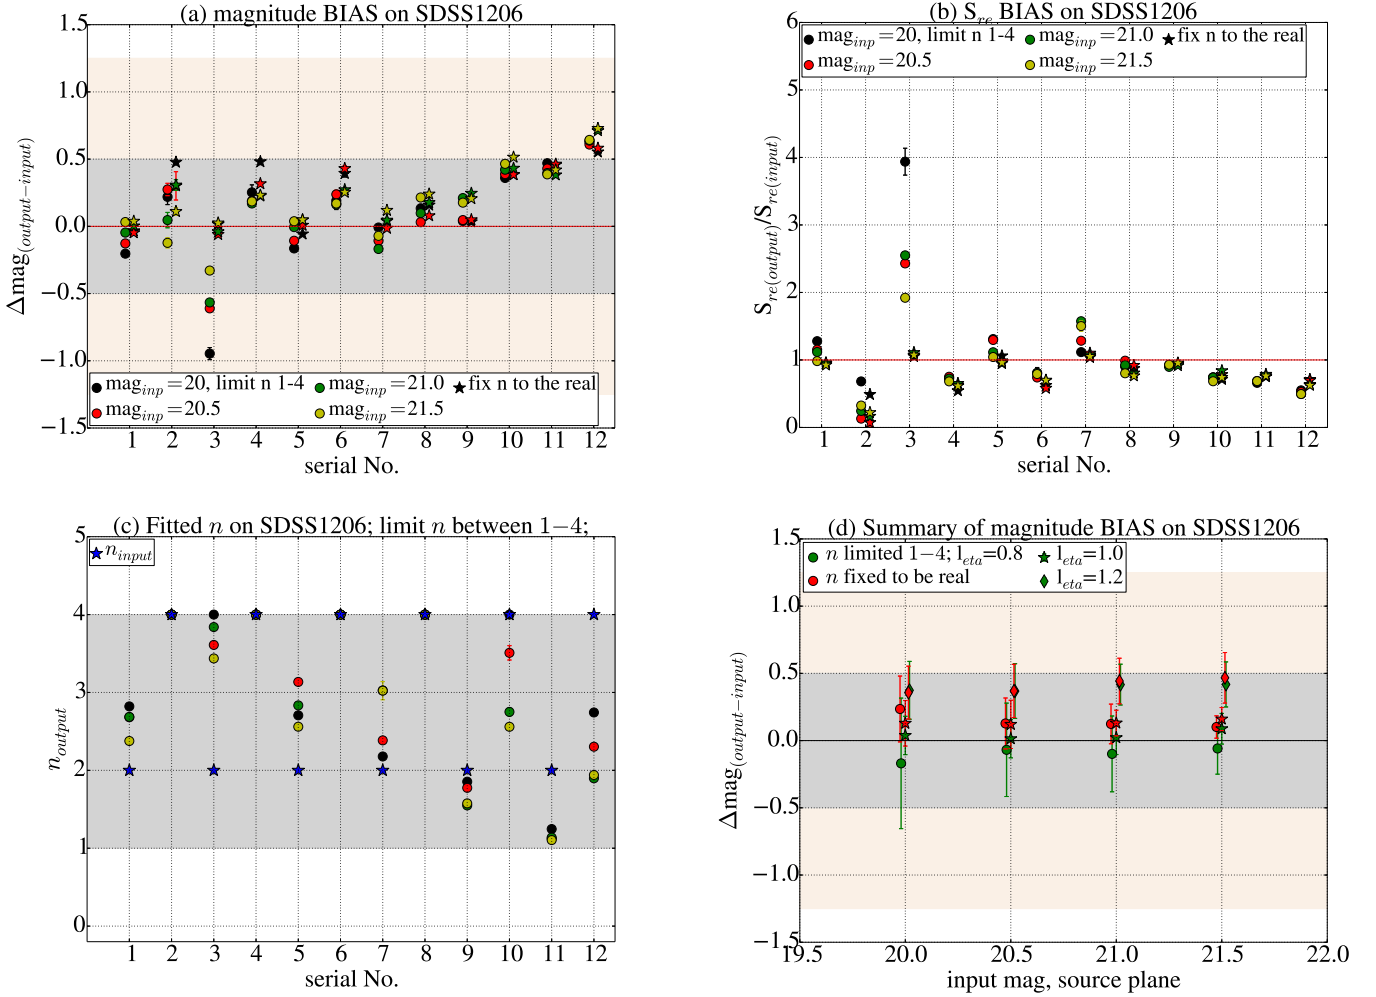 (a) magnitude BIAS on SDSS1206
1.5
1.0
0.5
0.0
−0.5
−1.0
−1.5
Δmag(output−input)
mag_inp=20, limit n 1-4
mag_inp=21.0
fix n to the real
mag_inp=20.5
mag_inp=21.5
1 2 3 4 5 6 7 8 9 10 11 12
serial No.
(b) S_re BIAS on SDSS1206
6
5
4
3
2
1
0
S_re(output)/S_re(input)
mag_inp=20, limit n 1-4
mag_inp=21.0
fix n to the real
mag_inp=20.5
mag_inp=21.5
1 2 3 4 5 6 7 8 9 10 11 12
serial No.
(c) Fitted n on SDSS1206; limit n between 1−4;
5
4
3
2
1
0
n_output
n_input
1 2 3 4 5 6 7 8 9 10 11 12
serial No.
(d) Summary of magnitude BIAS on SDSS1206
1.5
1.0
0.5
0.0
−0.5
−1.0
−1.5
Δmag(output−input)
n limited 1−4; l_eta=0.8
l_eta=1.0
n fixed to be real
l_eta=1.2
19.5 20.0 20.5 21.0 21.5 22.0
input mag, source plane